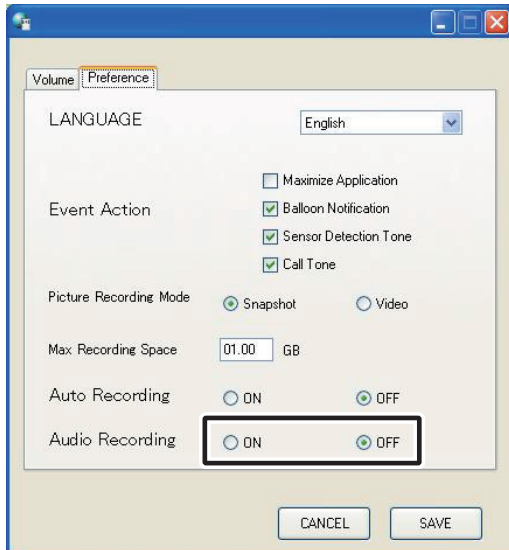 Volume Preference
LANGUAGE English
Maximize Application
Event Action Balloon Notification
Sensor Detection Tone
Call Tone
Picture Recording Mode Snapshot Video
Max Recording Space 01.00 GB
Auto Recording ON OFF
Audio Recording ON OFF
CANCEL SAVE